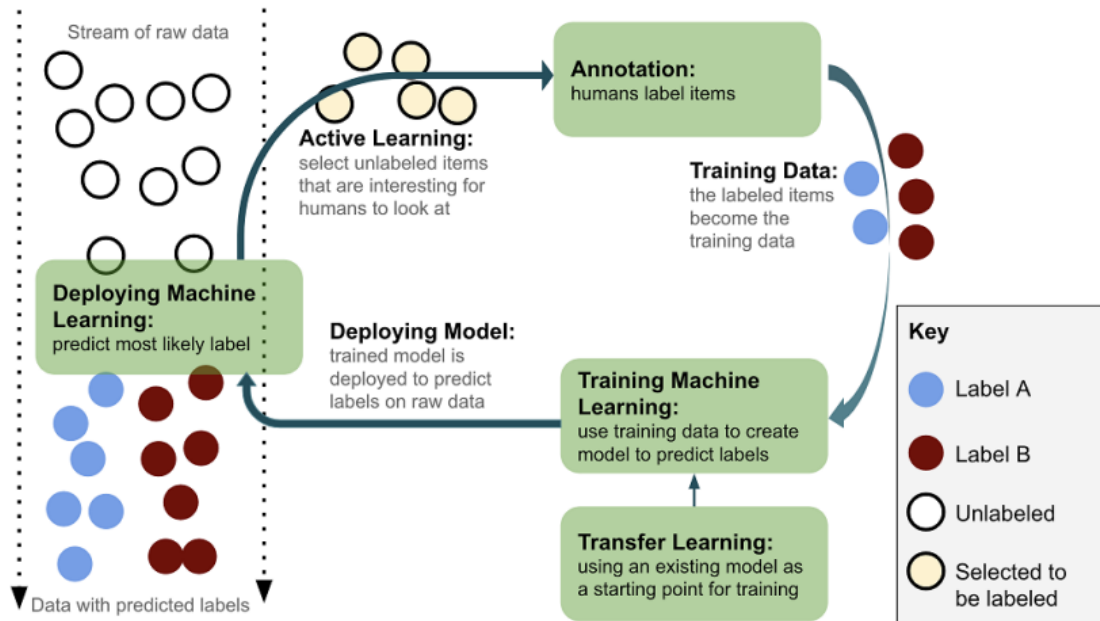 Stream of raw data
Active Learning:
select unlabeled items
that are interesting for
humans to look at
Annotation:
humans label items
Training Data:
the labeled items
become the
training data
Deploying Machine
Learning:
predict most likely label
Deploying Model:
trained model is
deployed to predict
labels on raw data
Training Machine
Learning:
use training data to create
model to predict labels
Transfer Learning:
using an existing model as
a starting point for training
Data with predicted labels
Key
Label A
Label B
Unlabeled
Selected to
be labeled